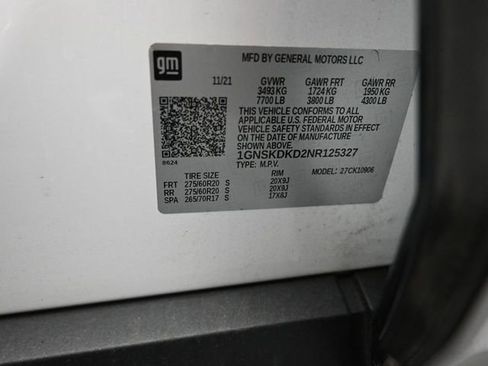 gm
MFD BY GENERAL MOTORS LLC
11/21 GVWR GAWR FRT GAWR RR
3493 KG 1724 KG 1950 KG
7700 LB 3800 LB 4300 LB
THIS VEHICLE CONFORMS TO ALL
APPLICABLE U.S. FEDERAL MOTOR
VEHICLE SAFETY STANDARDS IN EFFECT
ON THE DATE OF MANUFACTURE
SHOWN ABOVE.
1GNSKDKD2NR125327
8624 TYPE: M.P.V. MODEL: 27CK10906
TIRE SIZE RIM
FRT 275/60R20 S 20X9J
RR 275/60R20 S 20X9J
SPA 265/70R17 S 17X8J